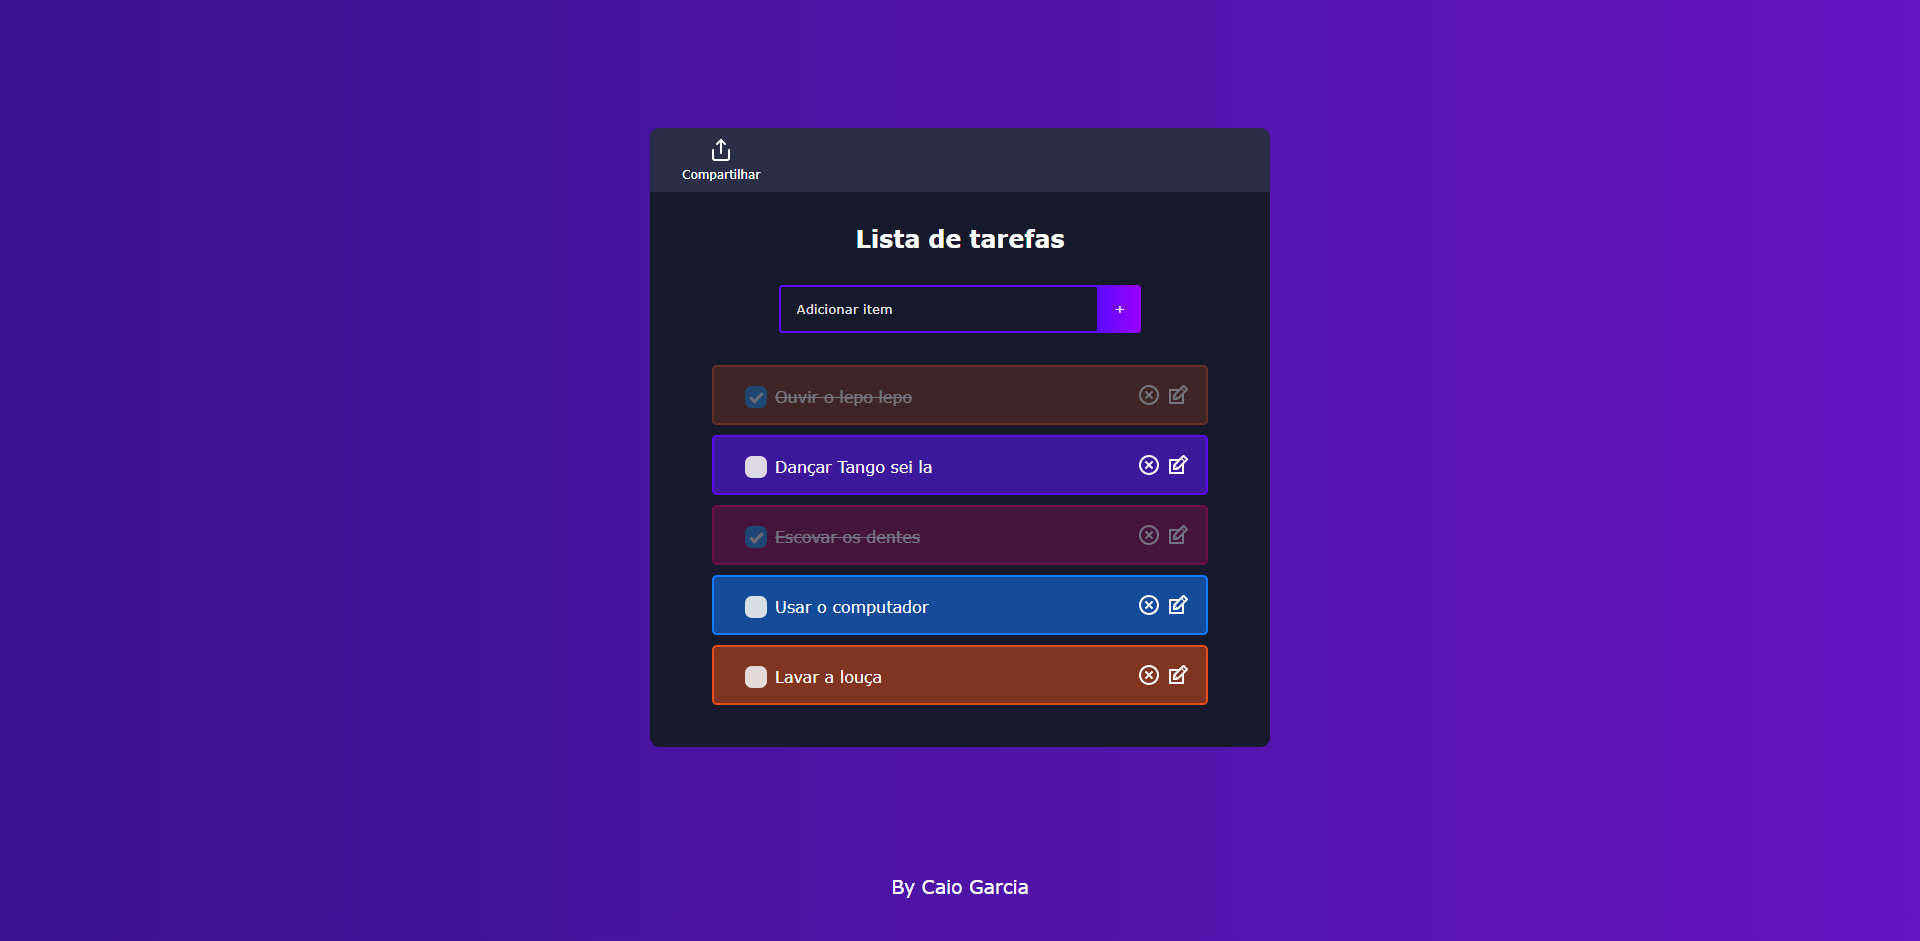 Compartilhar
Lista de tarefas
Adicionar item
+
Ouvir o lepo lepo
Dançar Tango sei la
Escovar os dentes
Usar o computador
Lavar a louça
By Caio Garcia